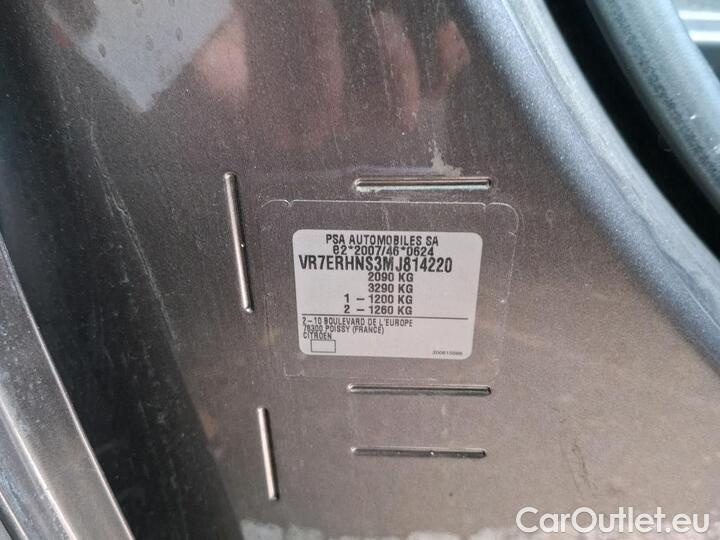 PSA AUTOMOBILES SA
e2*2007/46*0624
VR7ERHNS3MJ814220
2090 KG
3290 KG
1 - 1200 KG
2 - 1260 KG
2-10 BOULEVARD DE L'EUROPE
78300 POISSY (FRANCE)
CITROEN
CarOutlet.eu